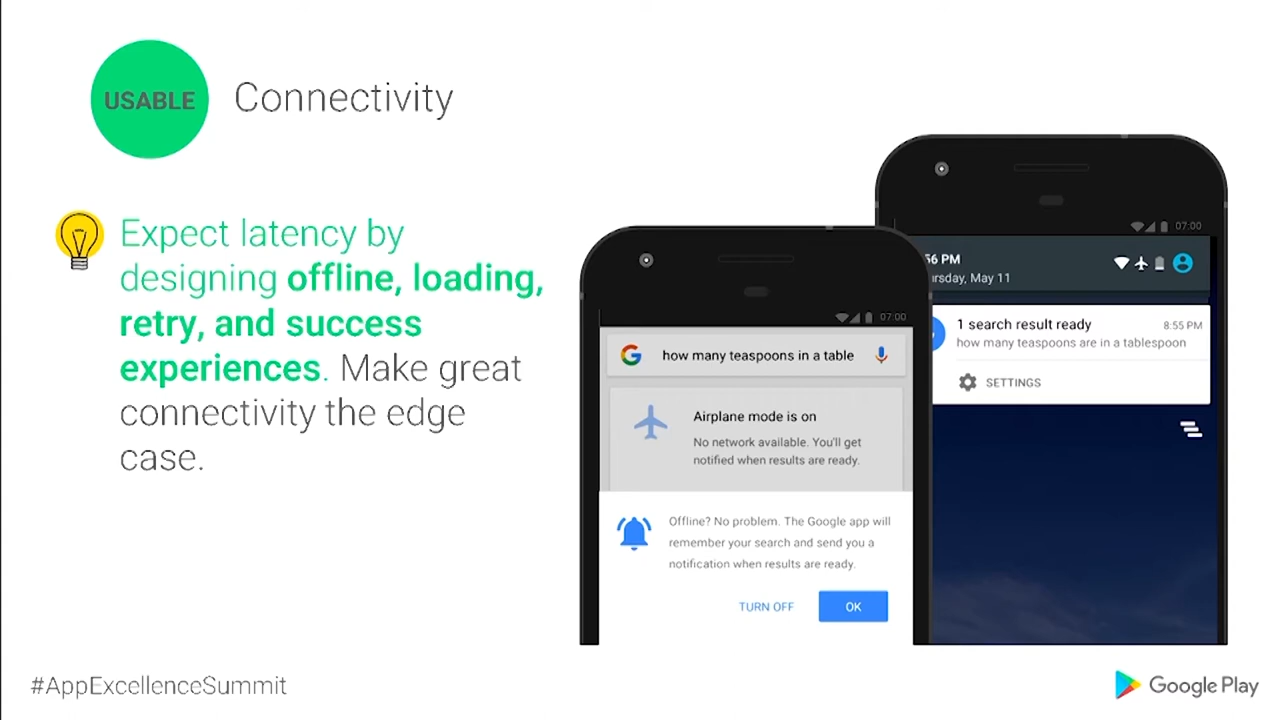 USABLE
Connectivity
Expect latency by
designing offline, loading,
retry, and success
experiences. Make great
connectivity the edge
case.
07:00
how many teaspoons in a table
Airplane mode is on
No network available. You'll get
notified when results are ready.
Offline? No problem. The Google app will
remember your search and send you a
notification when results are ready.
TURN OFF
OK
07:00
:56 PM
ursday, May 11
1 search result ready
8:55 PM
how many teaspoons are in a tablespoon
SETTINGS
#AppExcellenceSummit
Google Play